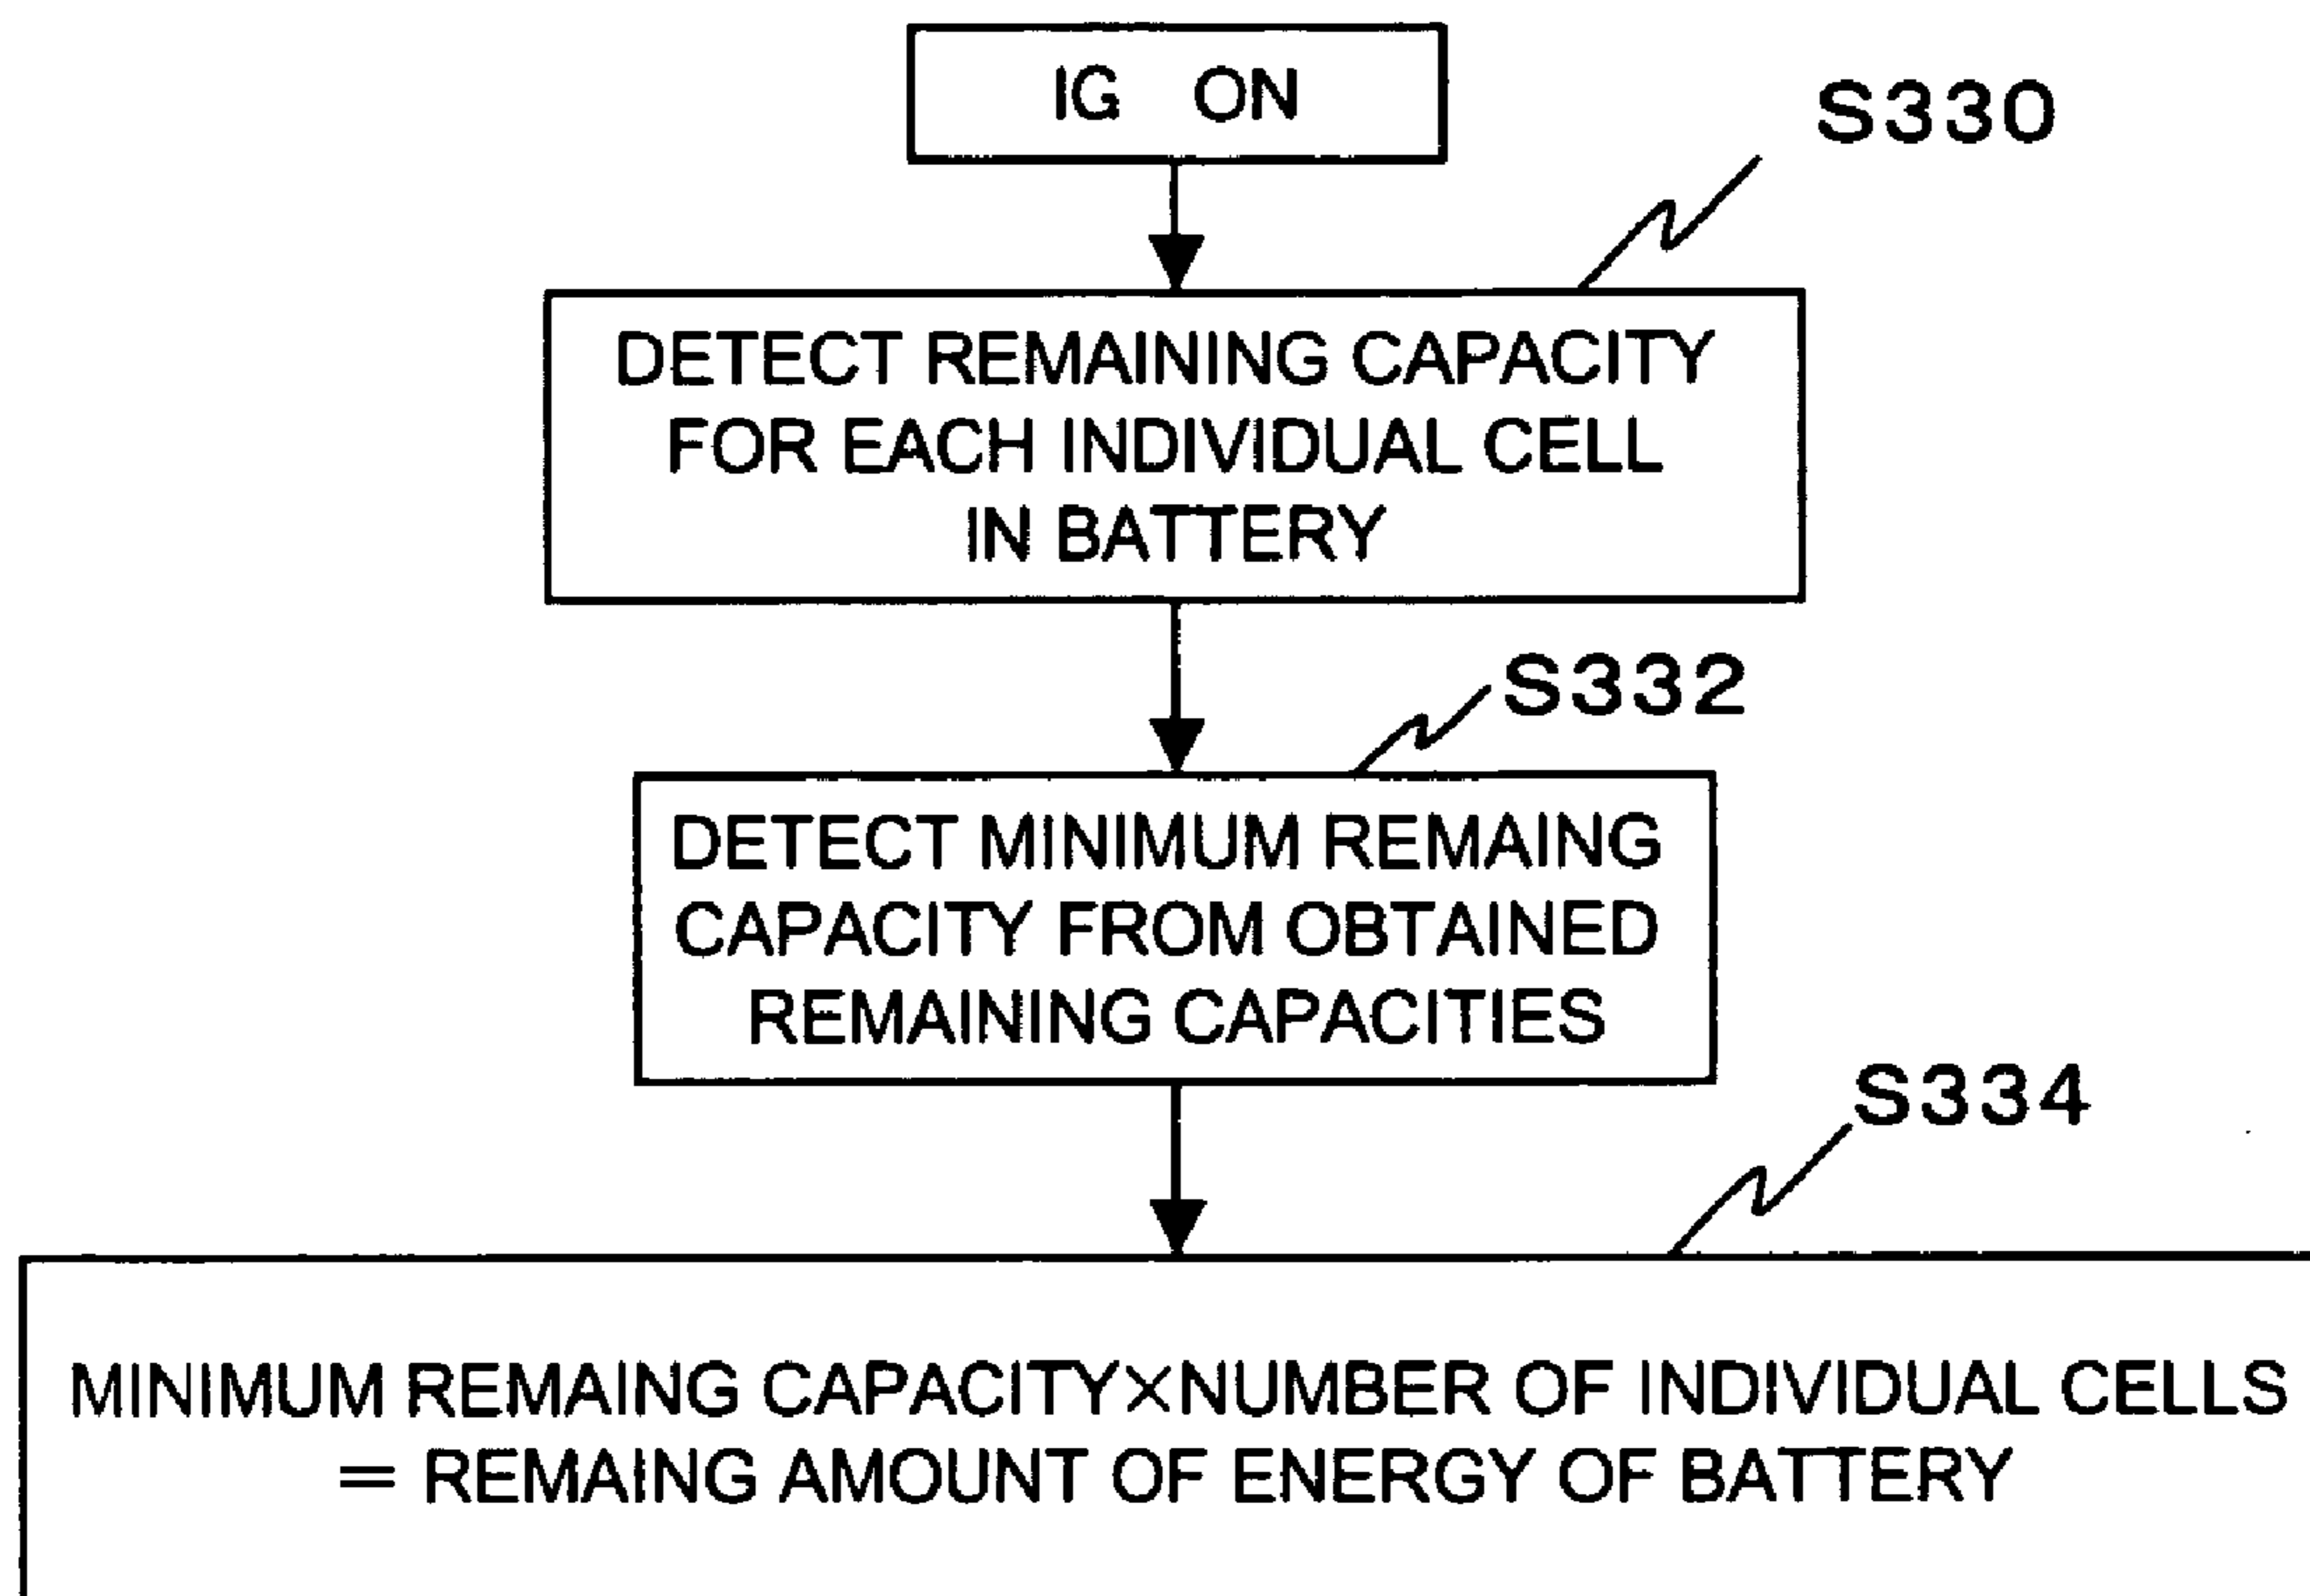 IG ON
S330
DETECT REMAINING CAPACITY
FOR EACH INDIVIDUAL CELL
IN BATTERY
S332
DETECT MINIMUM REMAING
CAPACITY FROM OBTAINED
REMAINING CAPACITIES
S334
MINIMUM REMAING CAPACITY×NUMBER OF INDIVIDUAL CELLS
= REMAING AMOUNT OF ENERGY OF BATTERY